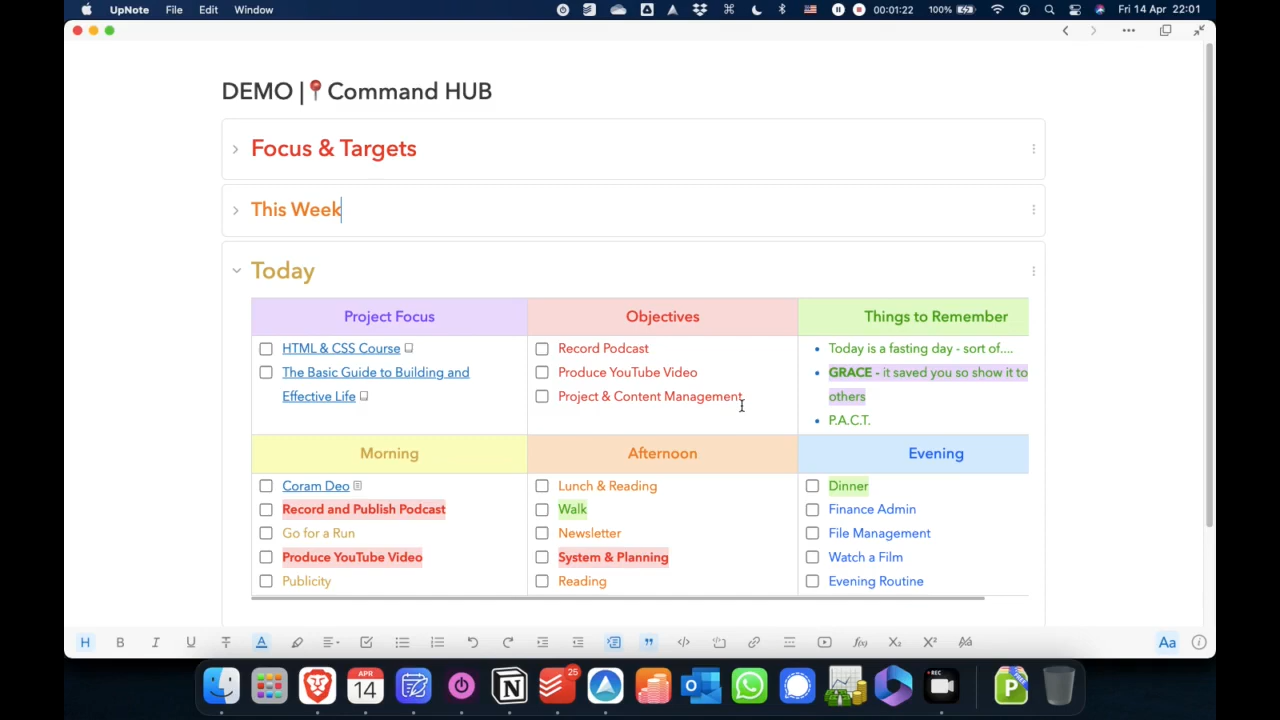 UpNote File Edit Window 00:01:22 100% Fri 14 Apr 22:01
DEMO |📍Command HUB
Focus & Targets
This Week
Today
Project Focus Objectives Things to Remember
HTML & CSS Course Record Podcast Today is a fasting day - sort of....
The Basic Guide to Building and Produce YouTube Video GRACE - it saved you so show it to
Effective Life Project & Content Management others
P.A.C.T.
Morning Afternoon Evening
Coram Deo Lunch & Reading Dinner
Record and Publish Podcast Walk Finance Admin
Go for a Run Newsletter File Management
Produce YouTube Video System & Planning Watch a Film
Publicity Reading Evening Routine
H B I U T A f(x) X₂ X² Aa
APR 25 REC
14 N P